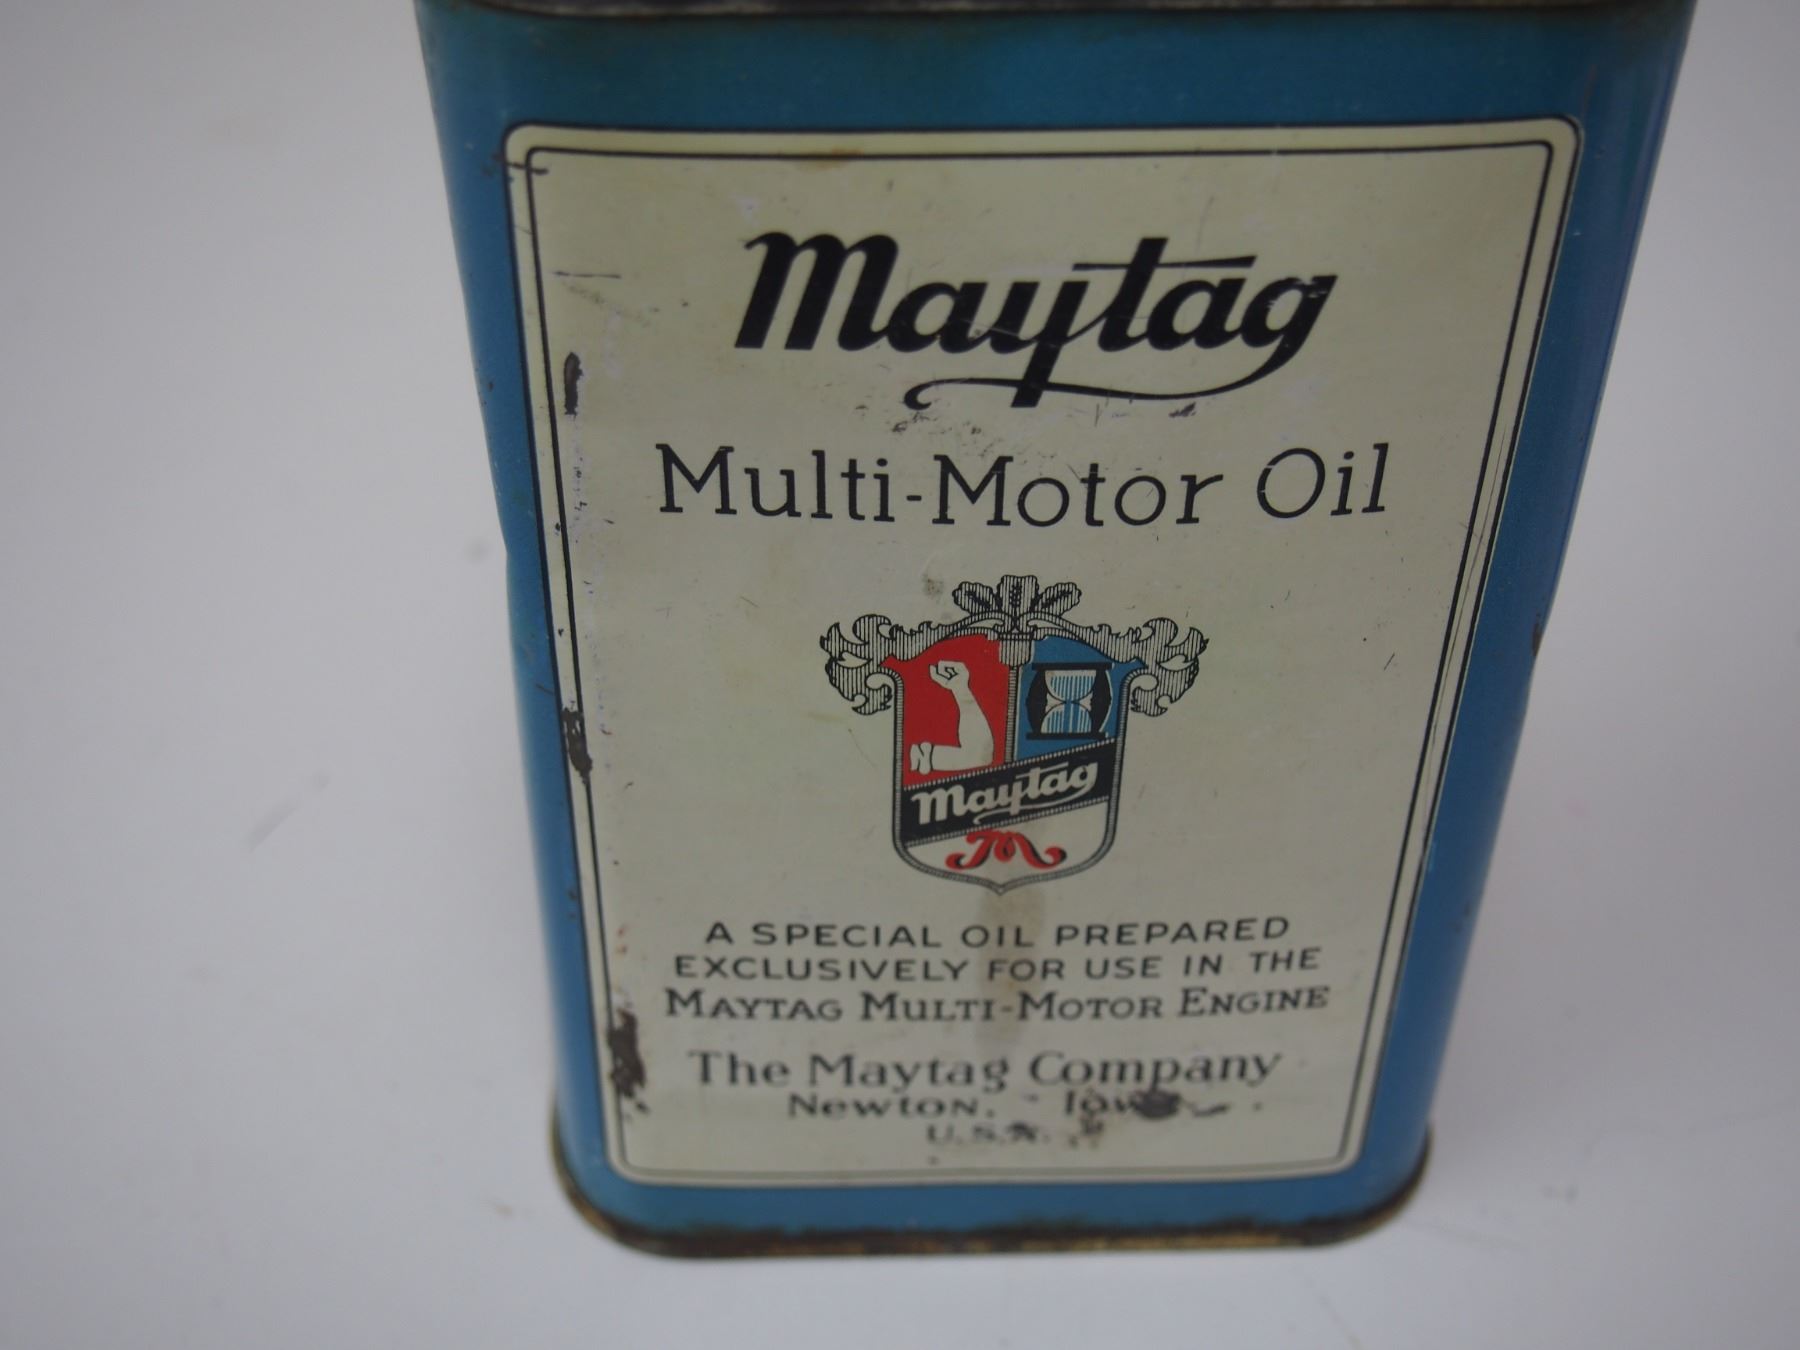 Maytag
Multi-Motor Oil
Maytag
M
A SPECIAL OIL PREPARED
EXCLUSIVELY FOR USE IN THE
MAYTAG MULTI-MOTOR ENGINE
The Maytag Company
Newton, Iowa
U.S.A.